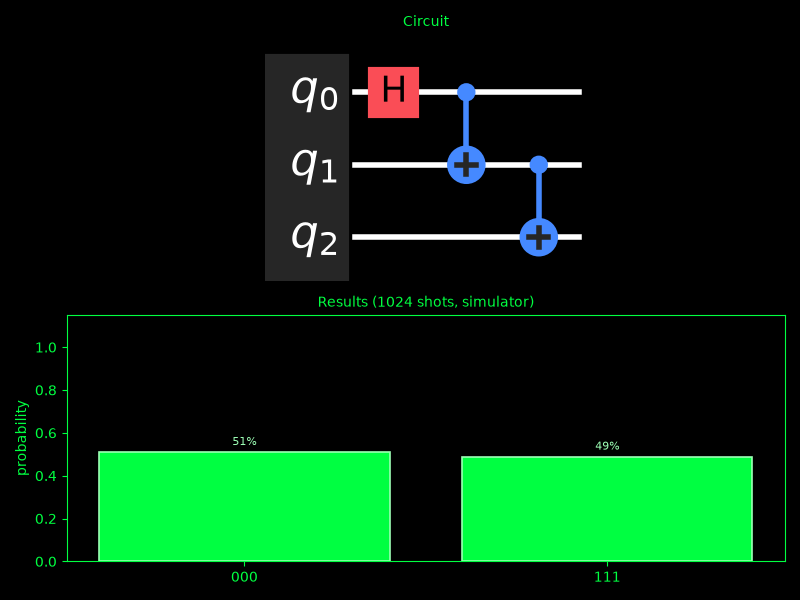 Circuit
q0
H
q1
q2
Results (1024 shots, simulator)
probability
1.0
0.8
0.6
0.4
0.2
0.0
51%
49%
000
111